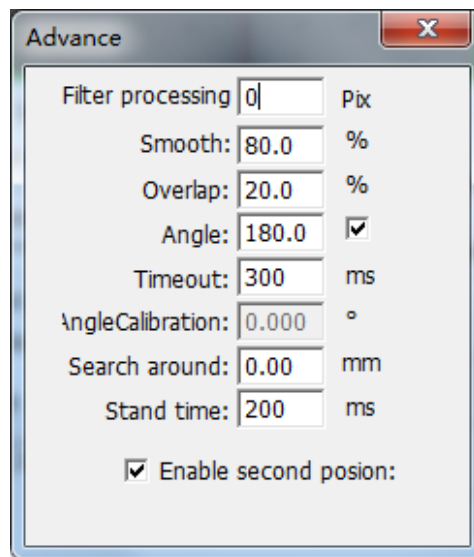 Advance
Filter processing 0 Pix
Smooth: 80.0 %
Overlap: 20.0 %
Angle: 180.0
Timeout: 300 ms
AngleCalibration: 0.000 °
Search around: 0.00 mm
Stand time: 200 ms
Enable second posion: